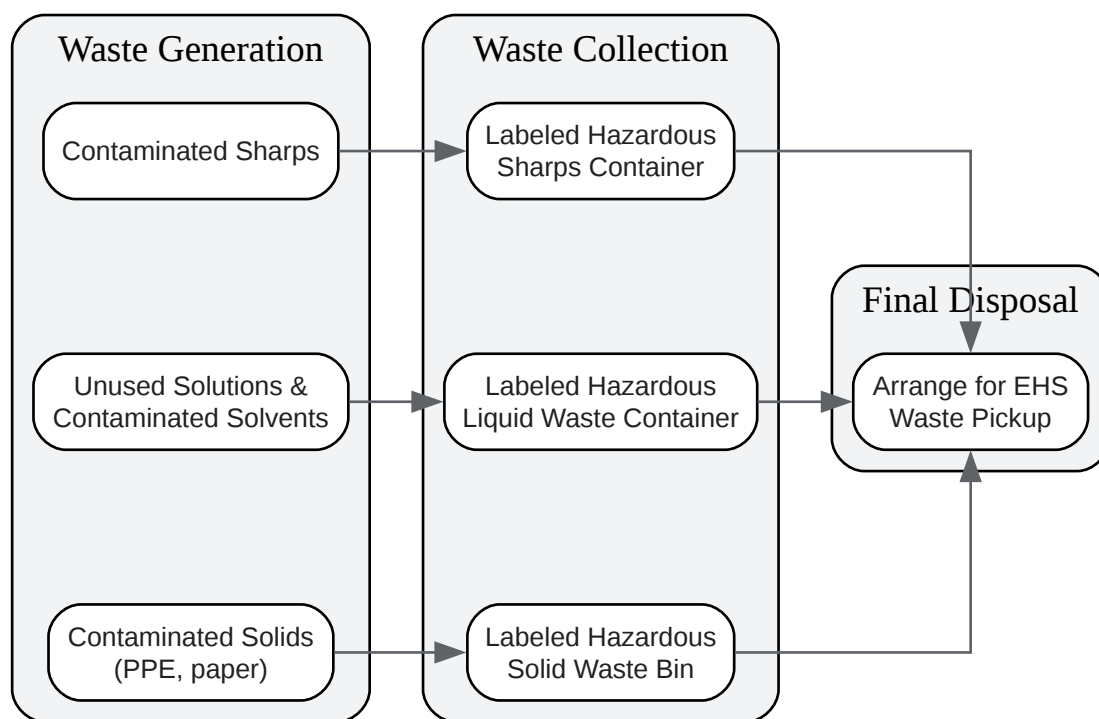 Waste Generation
Waste Collection
Contaminated Sharps
Labeled Hazardous
Sharps Container
Final Disposal
Unused Solutions &
Contaminated Solvents
Labeled Hazardous
Liquid Waste Container
Arrange for EHS
Waste Pickup
Contaminated Solids
(PPE, paper)
Labeled Hazardous
Solid Waste Bin